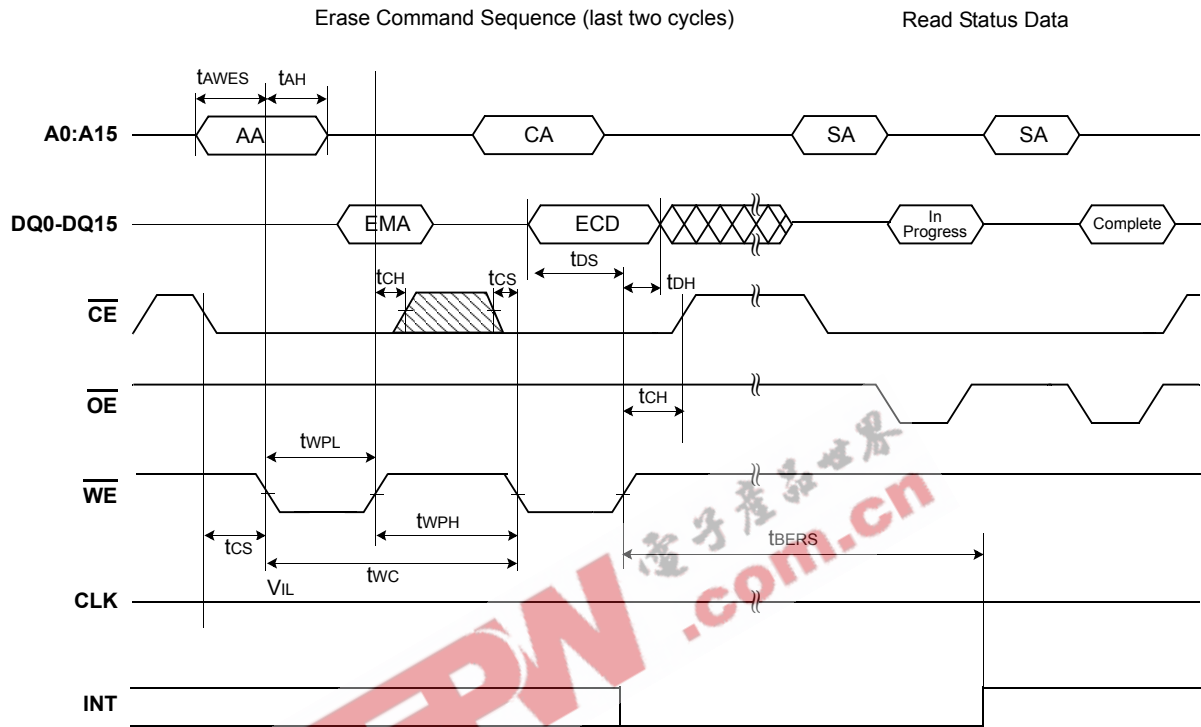 Erase Command Sequence (last two cycles)
Read Status Data
tAWES
tAH
A0:A15
AA
CA
SA
SA
DQ0-DQ15
EMA
ECD
In
Progress
Complete
tDS
tCH
tCS
tDH
CE
OE
tCH
tWPL
WE
tWPH
tCS
tBERS
tWC
VIL
CLK
INT
電子產品世界
EEPW
.com.cn